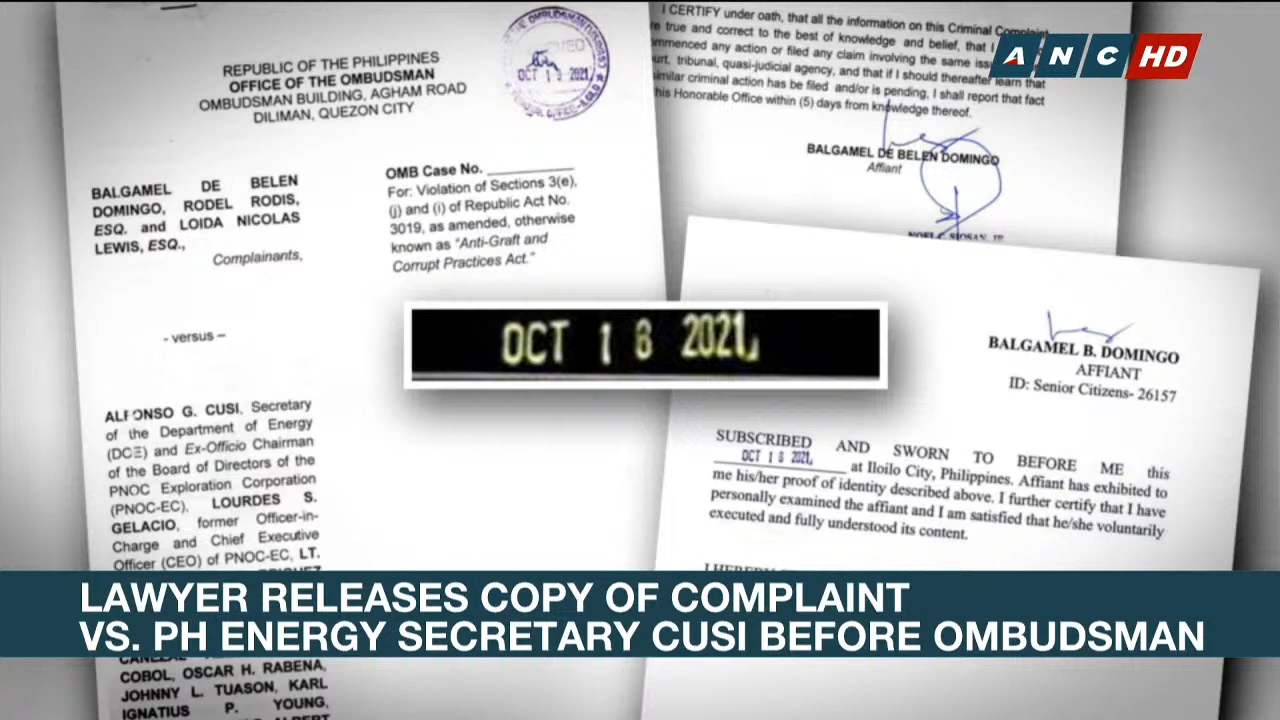 REPUBLIC OF THE PHILIPPINES
OFFICE OF THE OMBUDSMAN
OMBUDSMAN BUILDING, AGHAM ROAD
DILIMAN, QUEZON CITY
BALGAMEL DE BELEN
DOMINGO, RODEL RODIS,
ESQ. and LOIDA NICOLAS
LEWIS, ESQ.,
Complainants,
- versus –
ALFONSO G. CUSI, Secretary
of the Department of Energy
(DOE) and Ex-Officio Chairman
of the Board of Directors of the
PNOC Exploration Corporation
(PNOC-EC), LOURDES S.
GELACIO, former Officer-in-
Charge and Chief Executive
Officer (CEO) of PNOC-EC, LT.
COBOL, OSCAR H. RABENA,
JOHNNY L. TUASON, KARL
IGNATIUS P. YOUNG,
OMB Case No. ___________
For: Violation of Sections 3(e),
(j) and (i) of Republic Act No.
3019, as amended, otherwise
known as "Anti-Graft and
Corrupt Practices Act."
OCT 1 8 2021
I CERTIFY under oath, that all the information on this Criminal Complaint
true and correct to the best of knowledge and belief, that I
any action or filed any claim involving the same
tribunal, quasi-judicial agency, and that if I should thereafter learn that
similar criminal action has been filed and/or is pending, I shall report that fact
his Honorable Office within (5) days from knowledge thereof.
BALGAMEL DE BELEN DOMINGO
Affiant
ANC HD
OCT 1 8 2021
BALGAMEL B. DOMINGO
AFFIANT
ID: Senior Citizens- 26157
SUBSCRIBED AND SWORN TO BEFORE ME this
OCT 1 8 2021 at Iloilo City, Philippines. Affiant has exhibited to
me his/her proof of identity described above. I further certify that I have
personally examined the affiant and I am satisfied that he/she voluntarily
executed and fully understood its content.
LAWYER RELEASES COPY OF COMPLAINT
VS. PH ENERGY SECRETARY CUSI BEFORE OMBUDSMAN